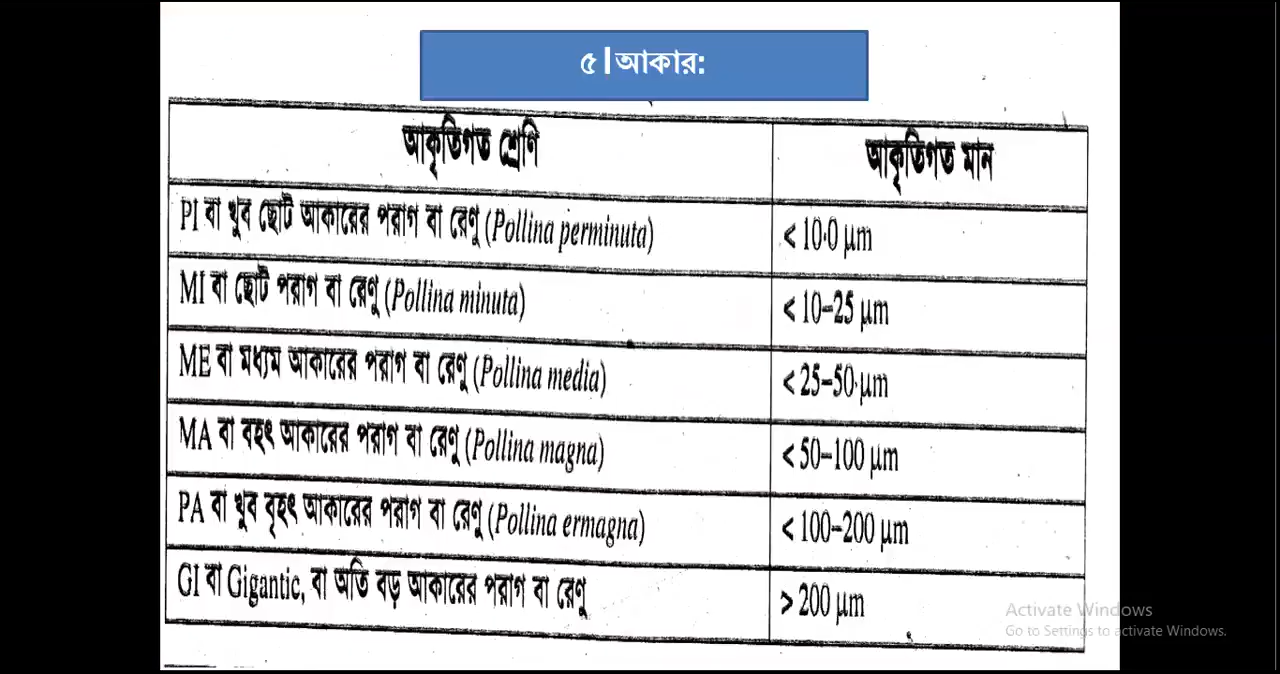 ৫।আকার:
আকৃতিগত শ্রেণি
আকৃতিগত মান
PI বা খুব ছোট আকারের পরাগ বা রেণু (Pollina perminuta)
< 10·0 µm
MI বা ছোট পরাগ বা রেণু (Pollina minuta)
< 10–25 µm
ME বা মধ্যম আকারের পরাগ বা রেণু (Pollina media)
< 25–50 µm
MA বা বহৎ আকারের পরাগ বা রেণু (Pollina magna)
< 50–100 µm
PA বা খুব বৃহৎ আকারের পরাগ বা রেণু (Pollina ermagna)
< 100–200 µm
GI বা Gigantic, বা অতি বড় আকারের পরাগ বা রেণু
> 200 µm
Activate Windows
Go to Settings to activate Windows.